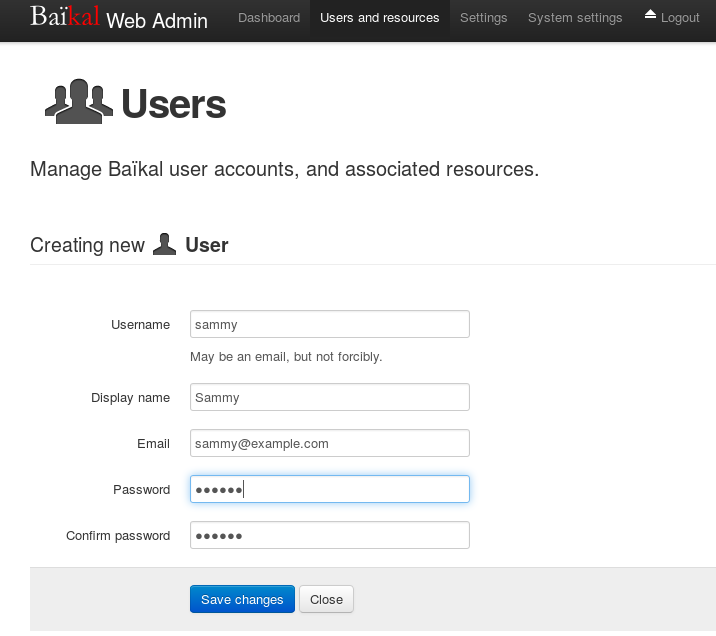 Baïkal Web Admin Dashboard Users and resources Settings System settings Logout
Users
Manage Baïkal user accounts, and associated resources.
Creating new User
Username sammy
May be an email, but not forcibly.
Display name Sammy
Email sammy@example.com
Password ●●●●●●
Confirm password ●●●●●●
Save changes Close